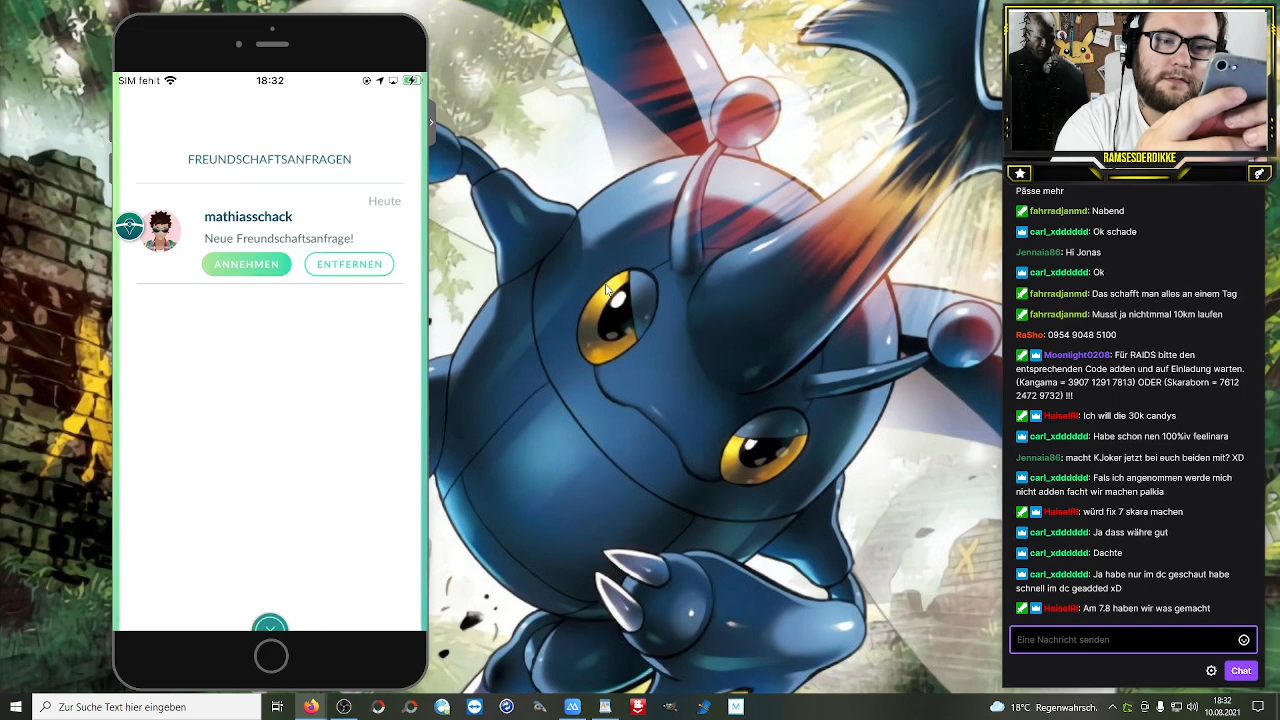 SIM fehlt
18:32
FREUNDSCHAFTSANFRAGEN
Heute
mathiasschack
Neue Freundschaftsanfrage!
ANNEHMEN
ENTFERNEN
RAMSESDERDIKKE
Pässe mehr
fahrradjanmd: Nabend
carl_xdddddd: Ok schade
Jennaia86: Hi Jonas
carl_xdddddd: Ok
fahrradjanmd: Das schafft man alles an einem Tag
fahrradjanmd: Musst ja nichtmmal 10km laufen
RaSho: 0954 9048 5100
Moonlight0208: Für RAIDS bitte den
entsprechenden Code adden und auf Einladung warten.
(Kangama = 3907 1291 7813) ODER (Skaraborn = 7612
2472 9732) !!!
HaiselRi: Ich will die 30k candys
carl_xdddddd: Habe schon nen 100%iv feelinara
Jennaia86: macht KJoker jetzt bei euch beiden mit? XD
carl_xdddddd: Fals ich angenommen werde mich
nicht adden facht wir machen palkia
HaiselRi: würd fix 7 skara machen
carl_xdddddd: Ja dass währe gut
carl_xdddddd: Dachte
carl_xdddddd: Ja habe nur im dc geschaut habe
schnell im dc geadded xD
HaiselRi: Am 7.8 haben wir was gemacht
Eine Nachricht senden
Chat
Zur Suche Text hier eingeben
18°C
18:32
10.08.2021